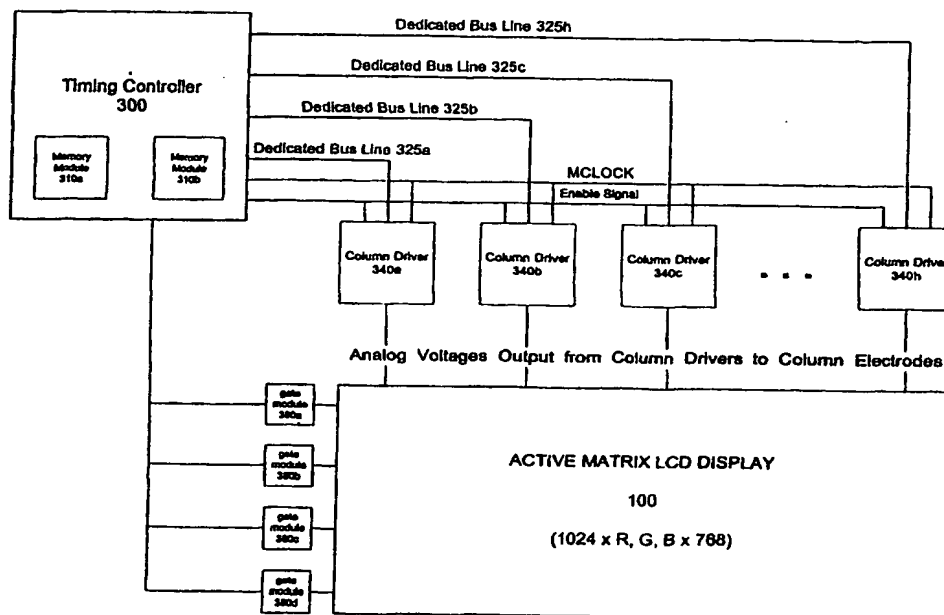 Dedicated Bus Line 325h
Timing Controller
300
Dedicated Bus Line 325c
Dedicated Bus Line 325b
Memory
Module
310a
Memory
Module
310b
Dedicated Bus Line 325a
MCLOCK
Enable Signal
Column Driver
340a
Column Driver
340b
Column Driver
340c
Column Driver
340h
Analog Voltages Output from Column Drivers to Column Electrodes
gate
module
380a
gate
module
380b
gate
module
380c
gate
module
380d
ACTIVE MATRIX LCD DISPLAY
100
(1024 x R, G, B x 768)